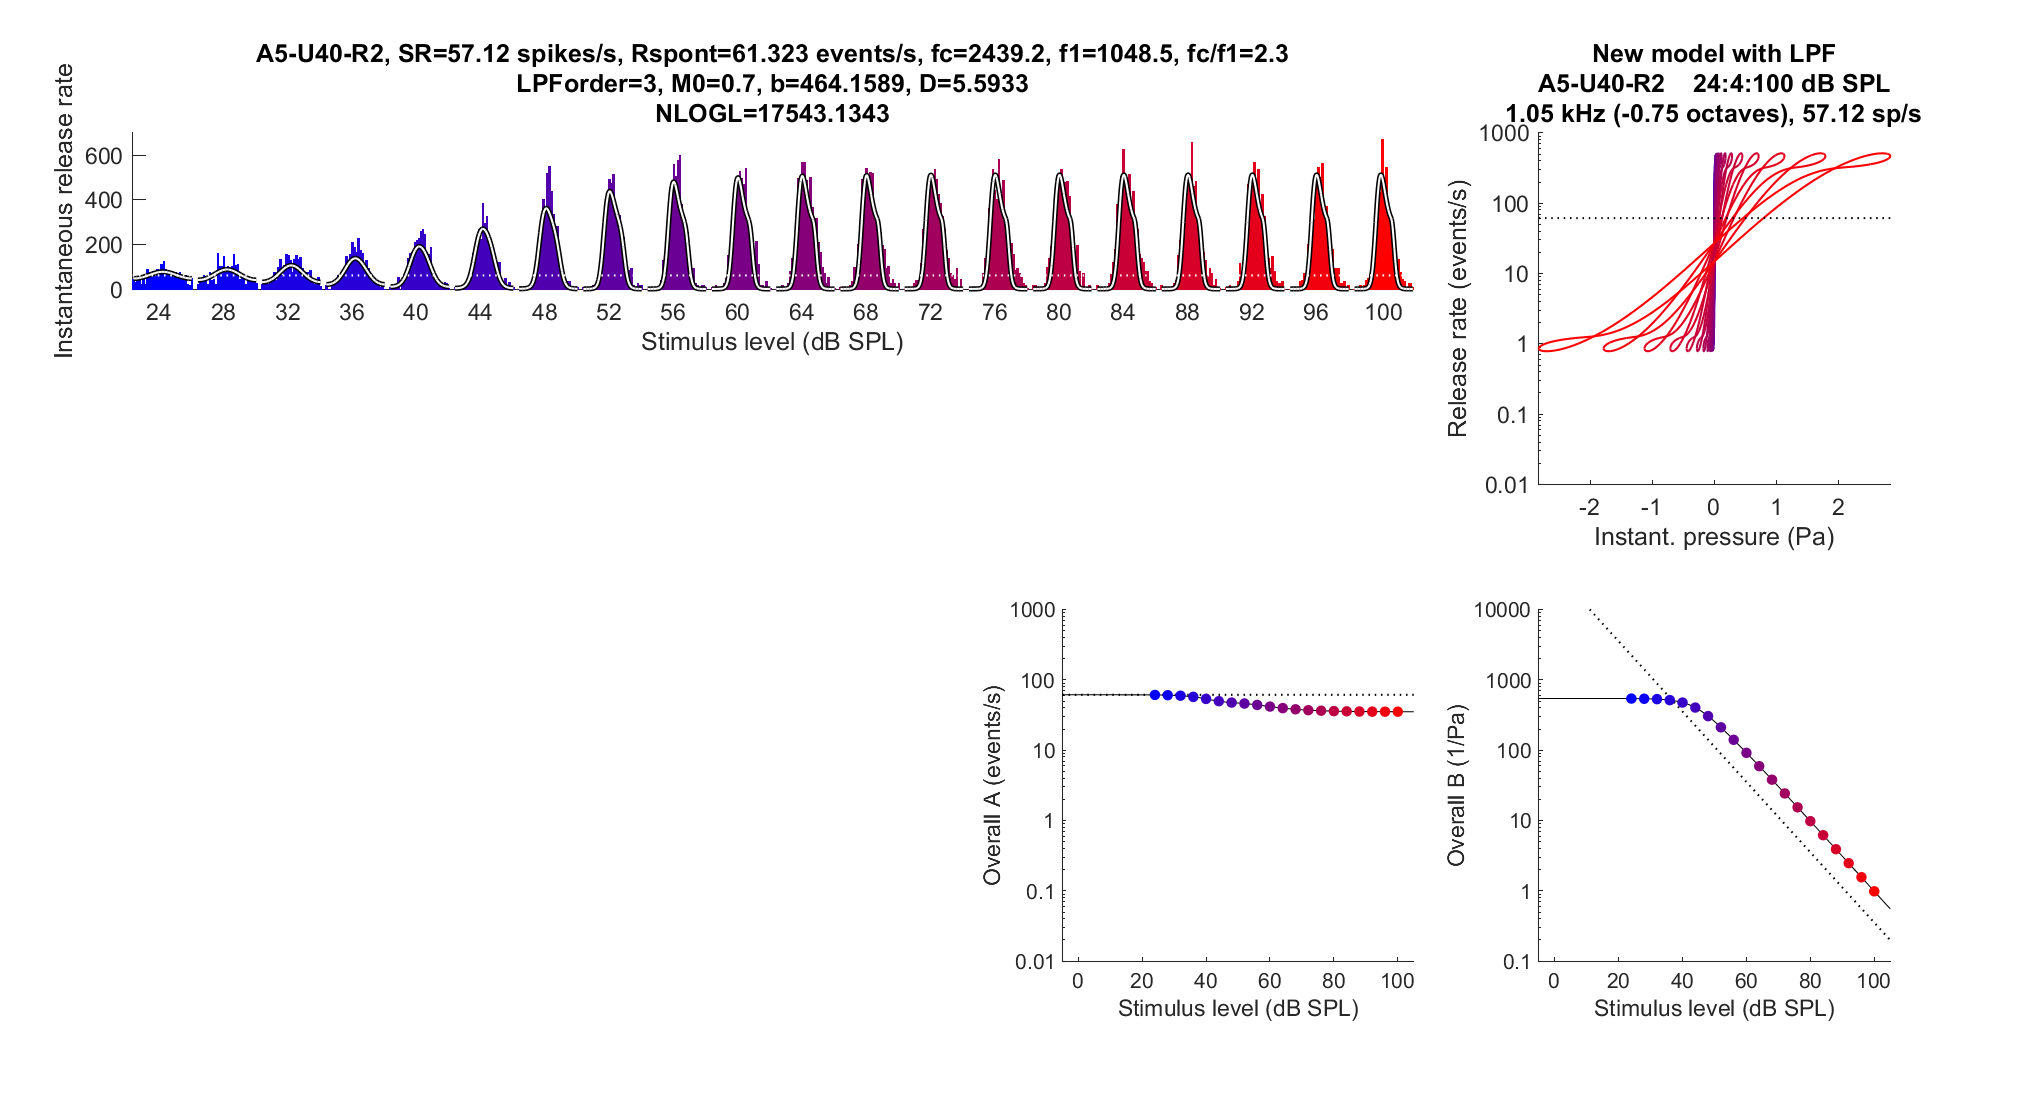 A5-U40-R2, SR=57.12 spikes/s, Rspont=61.323 events/s, fc=2439.2, f1=1048.5, fc/f1=2.3
LPForder=3, M0=0.7, b=464.1589, D=5.5933
NLOGL=17543.1343
Instantaneous release rate
600
400
200
0
24 28 32 36 40 44 48 52 56 60 64 68 72 76 80 84 88 92 96 100
Stimulus level (dB SPL)
New model with LPF
A5-U40-R2    24:4:100 dB SPL
1.05 kHz (-0.75 octaves), 57.12 sp/s
Release rate (events/s)
1000
100
10
1
0.1
0.01
-2 -1 0 1 2
Instant. pressure (Pa)
Overall A (events/s)
1000
100
10
1
0.1
0.01
0 20 40 60 80 100
Stimulus level (dB SPL)
Overall B (1/Pa)
10000
1000
100
10
1
0.1
0 20 40 60 80 100
Stimulus level (dB SPL)